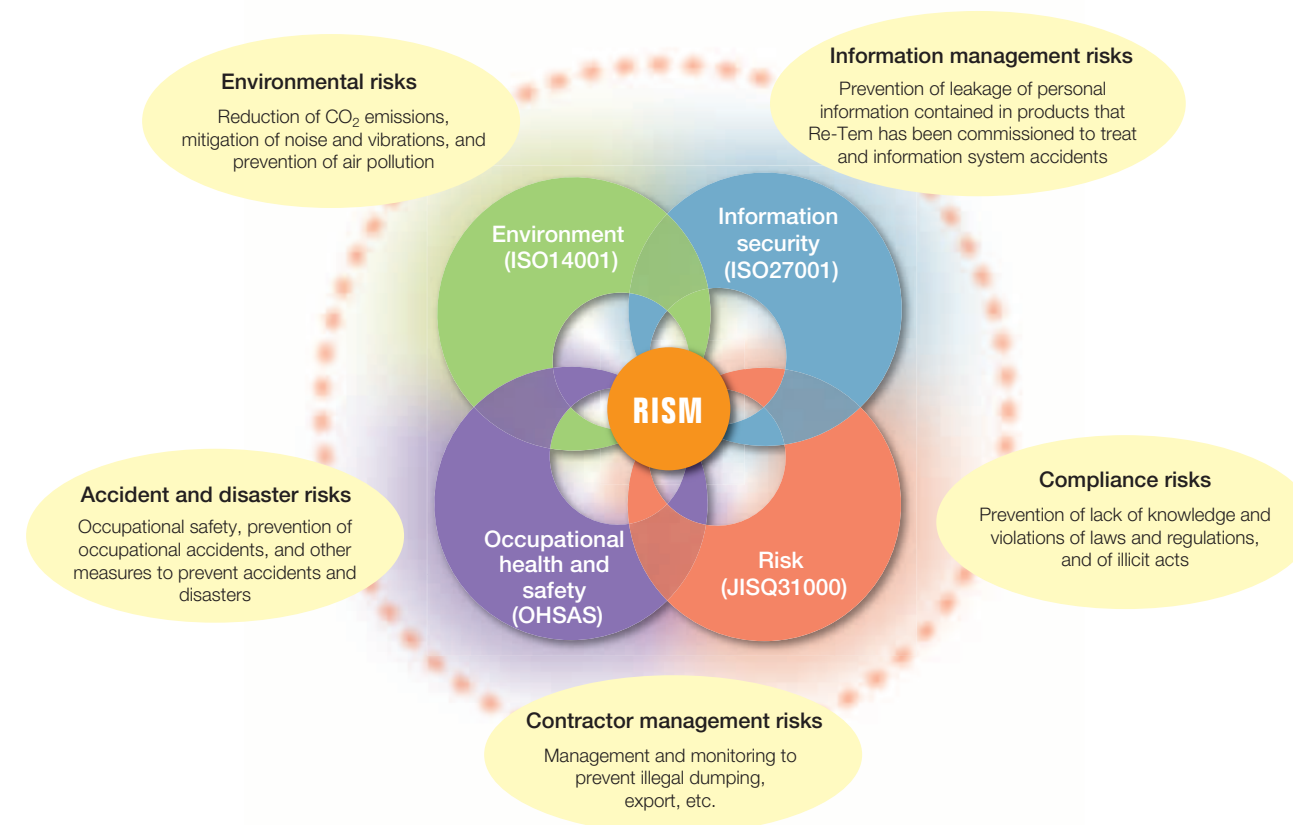 Environmental risks
Reduction of CO₂ emissions,
mitigation of noise and vibrations, and
prevention of air pollution
Information management risks
Prevention of leakage of personal
information contained in products that
Re-Tem has been commissioned to treat
and information system accidents
Environment
(ISO14001)
Information
security
(ISO27001)
RISM
Accident and disaster risks
Occupational safety, prevention of
occupational accidents, and other
measures to prevent accidents and
disasters
Occupational
health and
safety
(OHSAS)
Risk
(JISQ31000)
Compliance risks
Prevention of lack of knowledge and
violations of laws and regulations,
and of illicit acts
Contractor management risks
Management and monitoring to
prevent illegal dumping,
export, etc.